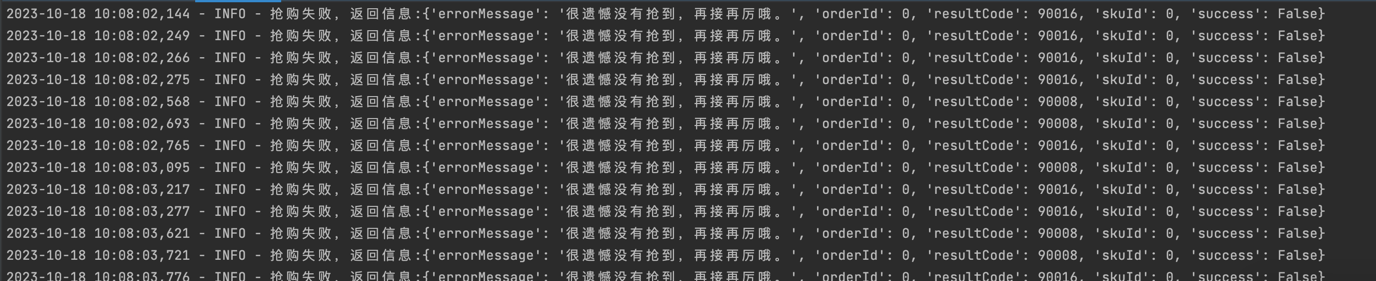 2023-10-18 10:08:02,144 - INFO - 抢购失败, 返回信息:{'errorMessage': '很遗憾没有抢到, 再接再厉哦。', 'orderId': 0, 'resultCode': 90016, 'skuId': 0, 'success': False}
2023-10-18 10:08:02,249 - INFO - 抢购失败, 返回信息:{'errorMessage': '很遗憾没有抢到, 再接再厉哦。', 'orderId': 0, 'resultCode': 90016, 'skuId': 0, 'success': False}
2023-10-18 10:08:02,266 - INFO - 抢购失败, 返回信息:{'errorMessage': '很遗憾没有抢到, 再接再厉哦。', 'orderId': 0, 'resultCode': 90016, 'skuId': 0, 'success': False}
2023-10-18 10:08:02,275 - INFO - 抢购失败, 返回信息:{'errorMessage': '很遗憾没有抢到, 再接再厉哦。', 'orderId': 0, 'resultCode': 90016, 'skuId': 0, 'success': False}
2023-10-18 10:08:02,568 - INFO - 抢购失败, 返回信息:{'errorMessage': '很遗憾没有抢到, 再接再厉哦。', 'orderId': 0, 'resultCode': 90008, 'skuId': 0, 'success': False}
2023-10-18 10:08:02,693 - INFO - 抢购失败, 返回信息:{'errorMessage': '很遗憾没有抢到, 再接再厉哦。', 'orderId': 0, 'resultCode': 90008, 'skuId': 0, 'success': False}
2023-10-18 10:08:02,765 - INFO - 抢购失败, 返回信息:{'errorMessage': '很遗憾没有抢到, 再接再厉哦。', 'orderId': 0, 'resultCode': 90016, 'skuId': 0, 'success': False}
2023-10-18 10:08:03,095 - INFO - 抢购失败, 返回信息:{'errorMessage': '很遗憾没有抢到, 再接再厉哦。', 'orderId': 0, 'resultCode': 90008, 'skuId': 0, 'success': False}
2023-10-18 10:08:03,217 - INFO - 抢购失败, 返回信息:{'errorMessage': '很遗憾没有抢到, 再接再厉哦。', 'orderId': 0, 'resultCode': 90016, 'skuId': 0, 'success': False}
2023-10-18 10:08:03,277 - INFO - 抢购失败, 返回信息:{'errorMessage': '很遗憾没有抢到, 再接再厉哦。', 'orderId': 0, 'resultCode': 90016, 'skuId': 0, 'success': False}
2023-10-18 10:08:03,621 - INFO - 抢购失败, 返回信息:{'errorMessage': '很遗憾没有抢到, 再接再厉哦。', 'orderId': 0, 'resultCode': 90008, 'skuId': 0, 'success': False}
2023-10-18 10:08:03,721 - INFO - 抢购失败, 返回信息:{'errorMessage': '很遗憾没有抢到, 再接再厉哦。', 'orderId': 0, 'resultCode': 90008, 'skuId': 0, 'success': False}
2023-10-18 10:08:03,776 - INFO - 抢购失败, 返回信息:{'errorMessage': '很遗憾没有抢到, 再接再厉哦。', 'orderId': 0, 'resultCode': 90016, 'skuId': 0, 'success': False}